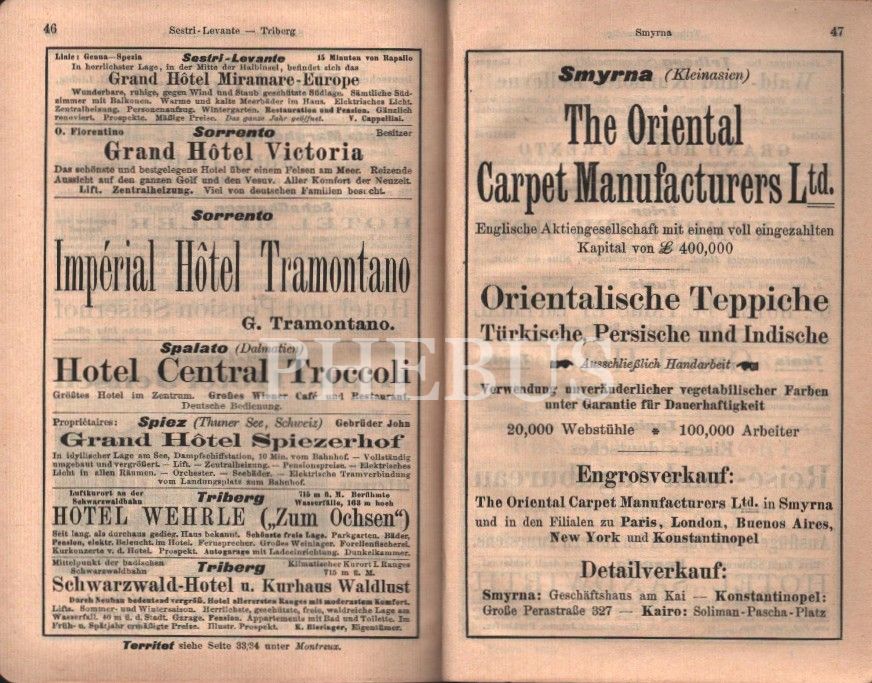 46
Sestri-Levante — Triberg
Linie: Genua—Spezia Sestri-Levante 15 Minuten von Rapallo
In herrlichster Lage, in der Mitte der Halbinsel, befindet sich das
Grand Hôtel Miramare-Europe
Wunderbare, ruhige, gegen Wind und Staub geschützte Südlage. Sämtliche Süd-
zimmer mit Balkonen. Warme und kalte Meerbäder im Haus. Elektrisches Licht.
Zentralheizung. Personenaufzug. Wintergarten. Restauration und Pension. Gänzlich
renoviert. Prospekte. Mäßige Preise. Das ganze Jahr geöffnet. V. Cappellini.
O. Fiorentino Sorrento Besitzer
Grand Hôtel Victoria
Das schönste und bestgelegene Hotel über einem Felsen am Meer. Reizende
Aussicht auf den ganzen Golf und den Vesuv. Aller Komfort der Neuzeit.
Lift. Zentralheizung. Viel von deutschen Familien besucht.
Sorrento
Impérial Hôtel Tramontano
G. Tramontano.
Spalato (Dalmatien)
Hotel Central Troccoli
Größtes Hotel im Zentrum. Großes Wiener Café und Restaurant.
Deutsche Bedienung.
Propriétaires: Spiez (Thuner See, Schweiz) Gebrüder John
Grand Hôtel Spiezerhof
In idyllischer Lage am See, Dampfschiffstation, 10 Min. vom Bahnhof. – Vollständig
umgebaut und vergrößert. – Lift. – Zentralheizung. – Pensionspreise. – Elektrisches
Licht in allen Räumen. – Orchester. – Seebäder. – Elektrische Tramverbindung
vom Landungsplatz zum Bahnhof.
Luftkurort an der Schwarzwaldbahn Triberg 715 m ü. M. Berühmte Wasserfälle, 163 m hoch
HOTEL WEHRLE („Zum Ochsen“)
Seit lang. als durchaus gedieg. Haus bekannt. Schönste freie Lage. Parkgarten. Bäder,
Pension, elektr. Beleucht. im Hotel. Fernsprecher. Großes Weinlager. Forellenfischerei.
Kurkonzerte v. d. Hotel. Prospekt. Autogarage mit Ladeeinrichtung. Dunkelkammer.
Mittelpunkt der badischen Schwarzwaldbahn Triberg Klimatischer Kurort I. Ranges 715 m ü. M.
Schwarzwald-Hotel u. Kurhaus Waldlust
Durch Neubau bedeutend vergröß. Hotel allerersten Ranges mit modernstem Komfort.
Lifts. Sommer- und Wintersaison. Herrlichste, geschützte, freie, waldreiche Lage am
Wasserfall. 40 m ü. d. Stadt. Garage. Pension. Appartements mit Bad und Toilette. Im
Früh- u. Spätjahr ermäßigte Preise. Illustr. Prospekt. K. Bieringer, Eigentümer.
Territet siehe Seite 33/34 unter Montreux.
Smyrna
47
Smyrna (Kleinasien)
The Oriental
Carpet Manufacturers Ltd.
Englische Aktiengesellschaft mit einem voll eingezahlten
Kapital von £ 400,000
Orientalische Teppiche
Türkische, Persische und Indische
Ausschließlich Handarbeit
Verwendung unveränderlicher vegetabilischer Farben
unter Garantie für Dauerhaftigkeit
20,000 Webstühle * 100,000 Arbeiter
Engrosverkauf:
The Oriental Carpet Manufacturers Ltd. in Smyrna
und in den Filialen zu Paris, London, Buenos Aires,
New York und Konstantinopel
Detailverkauf:
Smyrna: Geschäftshaus am Kai — Konstantinopel:
Große Perastraße 327 — Kairo: Soliman-Pascha-Platz
PHEBUS